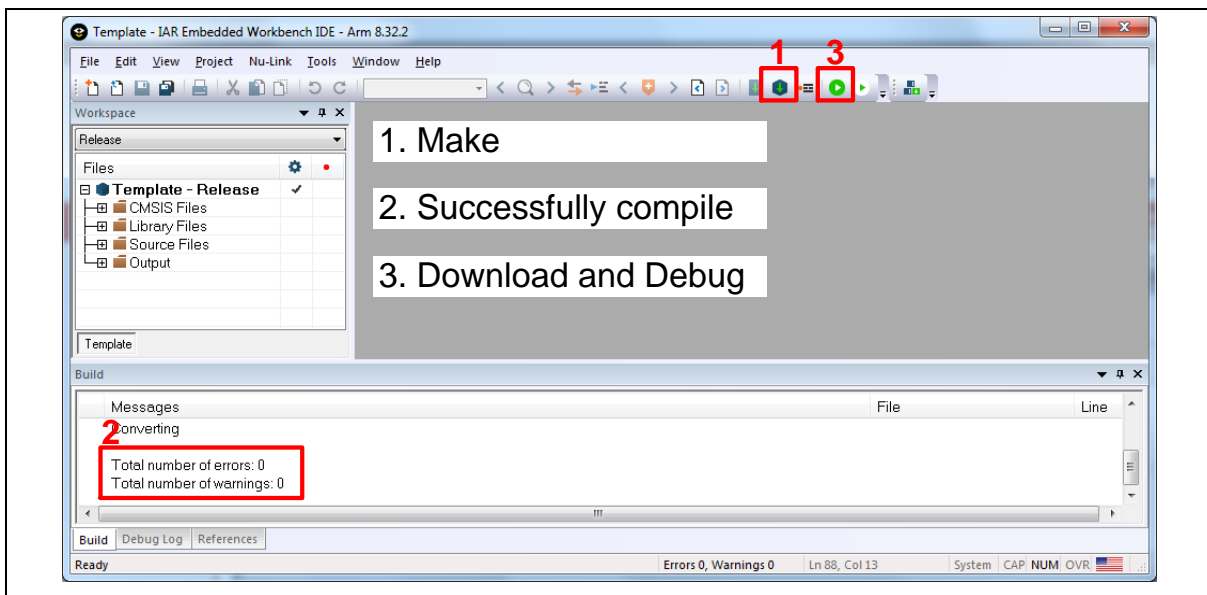 Template - IAR Embedded Workbench IDE - Arm 8.32.2
File Edit View Project Nu-Link Tools Window Help
1 3
Workspace
Release
Files
Template - Release
CMSIS Files
Library Files
Source Files
Output
Template
1. Make
2. Successfully compile
3. Download and Debug
Build
Messages File Line
Converting
2
Total number of errors: 0
Total number of warnings: 0
Build Debug Log References
Ready Errors 0, Warnings 0 Ln 88, Col 13 System CAP NUM OVR